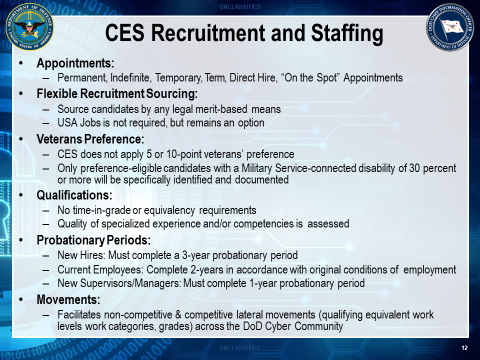 UNCLASSIFIED
CES Recruitment and Staffing
• Appointments:
– Permanent, Indefinite, Temporary, Term, Direct Hire, “On the Spot” Appointments
• Flexible Recruitment Sourcing:
– Source candidates by any legal merit-based means
– USA Jobs is not required, but remains an option
• Veterans Preference:
– CES does not apply 5 or 10-point veterans’ preference
– Only preference-eligible candidates with a Military Service-connected disability of 30 percent
or more will be specifically identified and documented
• Qualifications:
– No time-in-grade or equivalency requirements
– Quality of specialized experience and/or competencies is assessed
• Probationary Periods:
– New Hires: Must complete a 3-year probationary period
– Current Employees: Complete 2-years in accordance with original conditions of employment
– New Supervisors/Managers: Must complete 1-year probationary period
• Movements:
– Facilitates non-competitive & competitive lateral movements (qualifying equivalent work
levels work categories, grades) across the DoD Cyber Community
UNCLASSIFIED
12